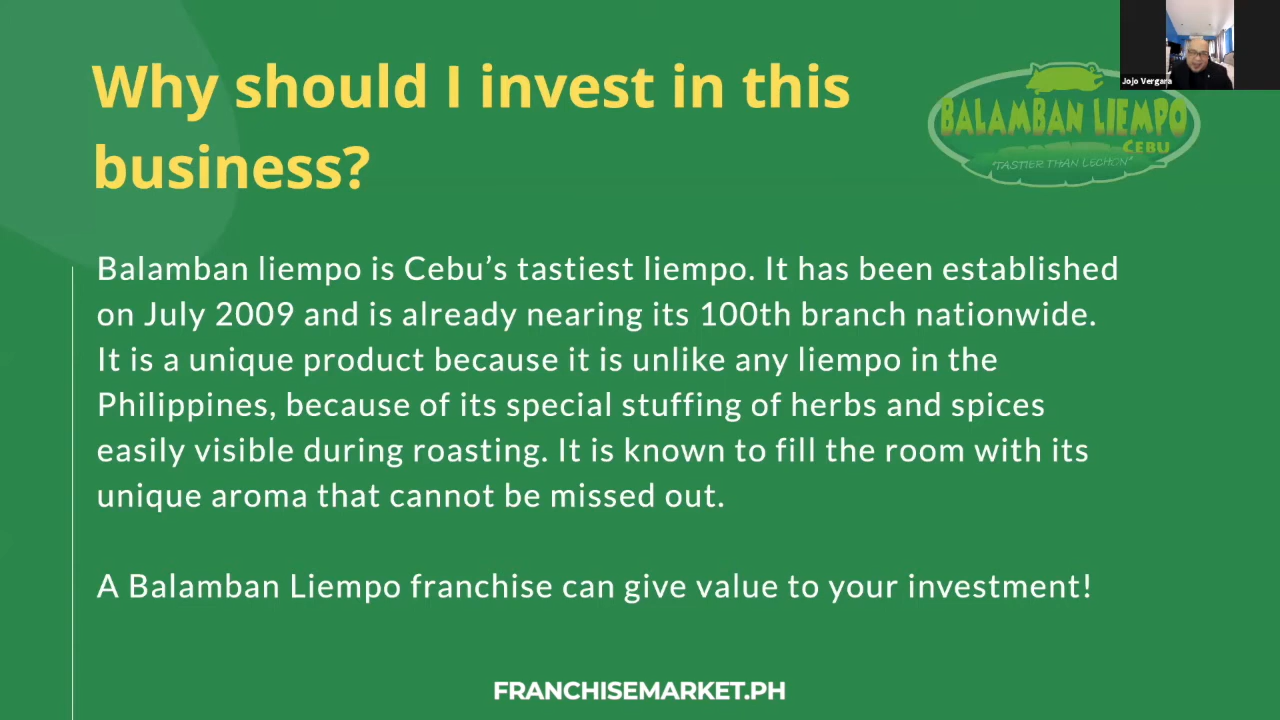 Why should I invest in this
business?
Jojo Vergara
BALAMBAN LIEMPO
CEBU
"TASTIER THAN LECHON"
Balamban liempo is Cebu’s tastiest liempo. It has been established
on July 2009 and is already nearing its 100th branch nationwide.
It is a unique product because it is unlike any liempo in the
Philippines, because of its special stuffing of herbs and spices
easily visible during roasting. It is known to fill the room with its
unique aroma that cannot be missed out.
A Balamban Liempo franchise can give value to your investment!
FRANCHISEMARKET.PH